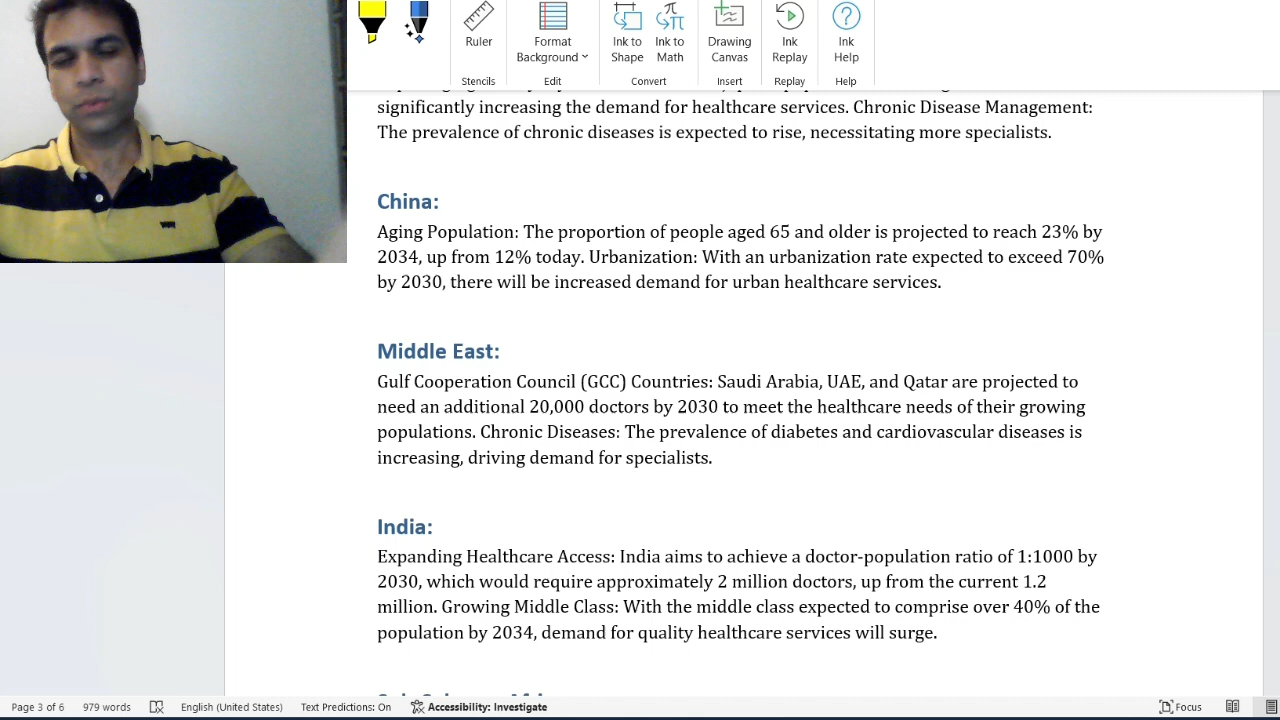 Ruler
Format
Background
Ink to
Shape
Ink to
Math
Drawing
Canvas
Ink
Replay
Ink
Help
Stencils
Edit
Convert
Insert
Replay
Help
significantly increasing the demand for healthcare services. Chronic Disease Management:
The prevalence of chronic diseases is expected to rise, necessitating more specialists.
China:
Aging Population: The proportion of people aged 65 and older is projected to reach 23% by
2034, up from 12% today. Urbanization: With an urbanization rate expected to exceed 70%
by 2030, there will be increased demand for urban healthcare services.
Middle East:
Gulf Cooperation Council (GCC) Countries: Saudi Arabia, UAE, and Qatar are projected to
need an additional 20,000 doctors by 2030 to meet the healthcare needs of their growing
populations. Chronic Diseases: The prevalence of diabetes and cardiovascular diseases is
increasing, driving demand for specialists.
India:
Expanding Healthcare Access: India aims to achieve a doctor-population ratio of 1:1000 by
2030, which would require approximately 2 million doctors, up from the current 1.2
million. Growing Middle Class: With the middle class expected to comprise over 40% of the
population by 2034, demand for quality healthcare services will surge.
Page 3 of 6
979 words
English (United States)
Text Predictions: On
Accessibility: Investigate
Focus